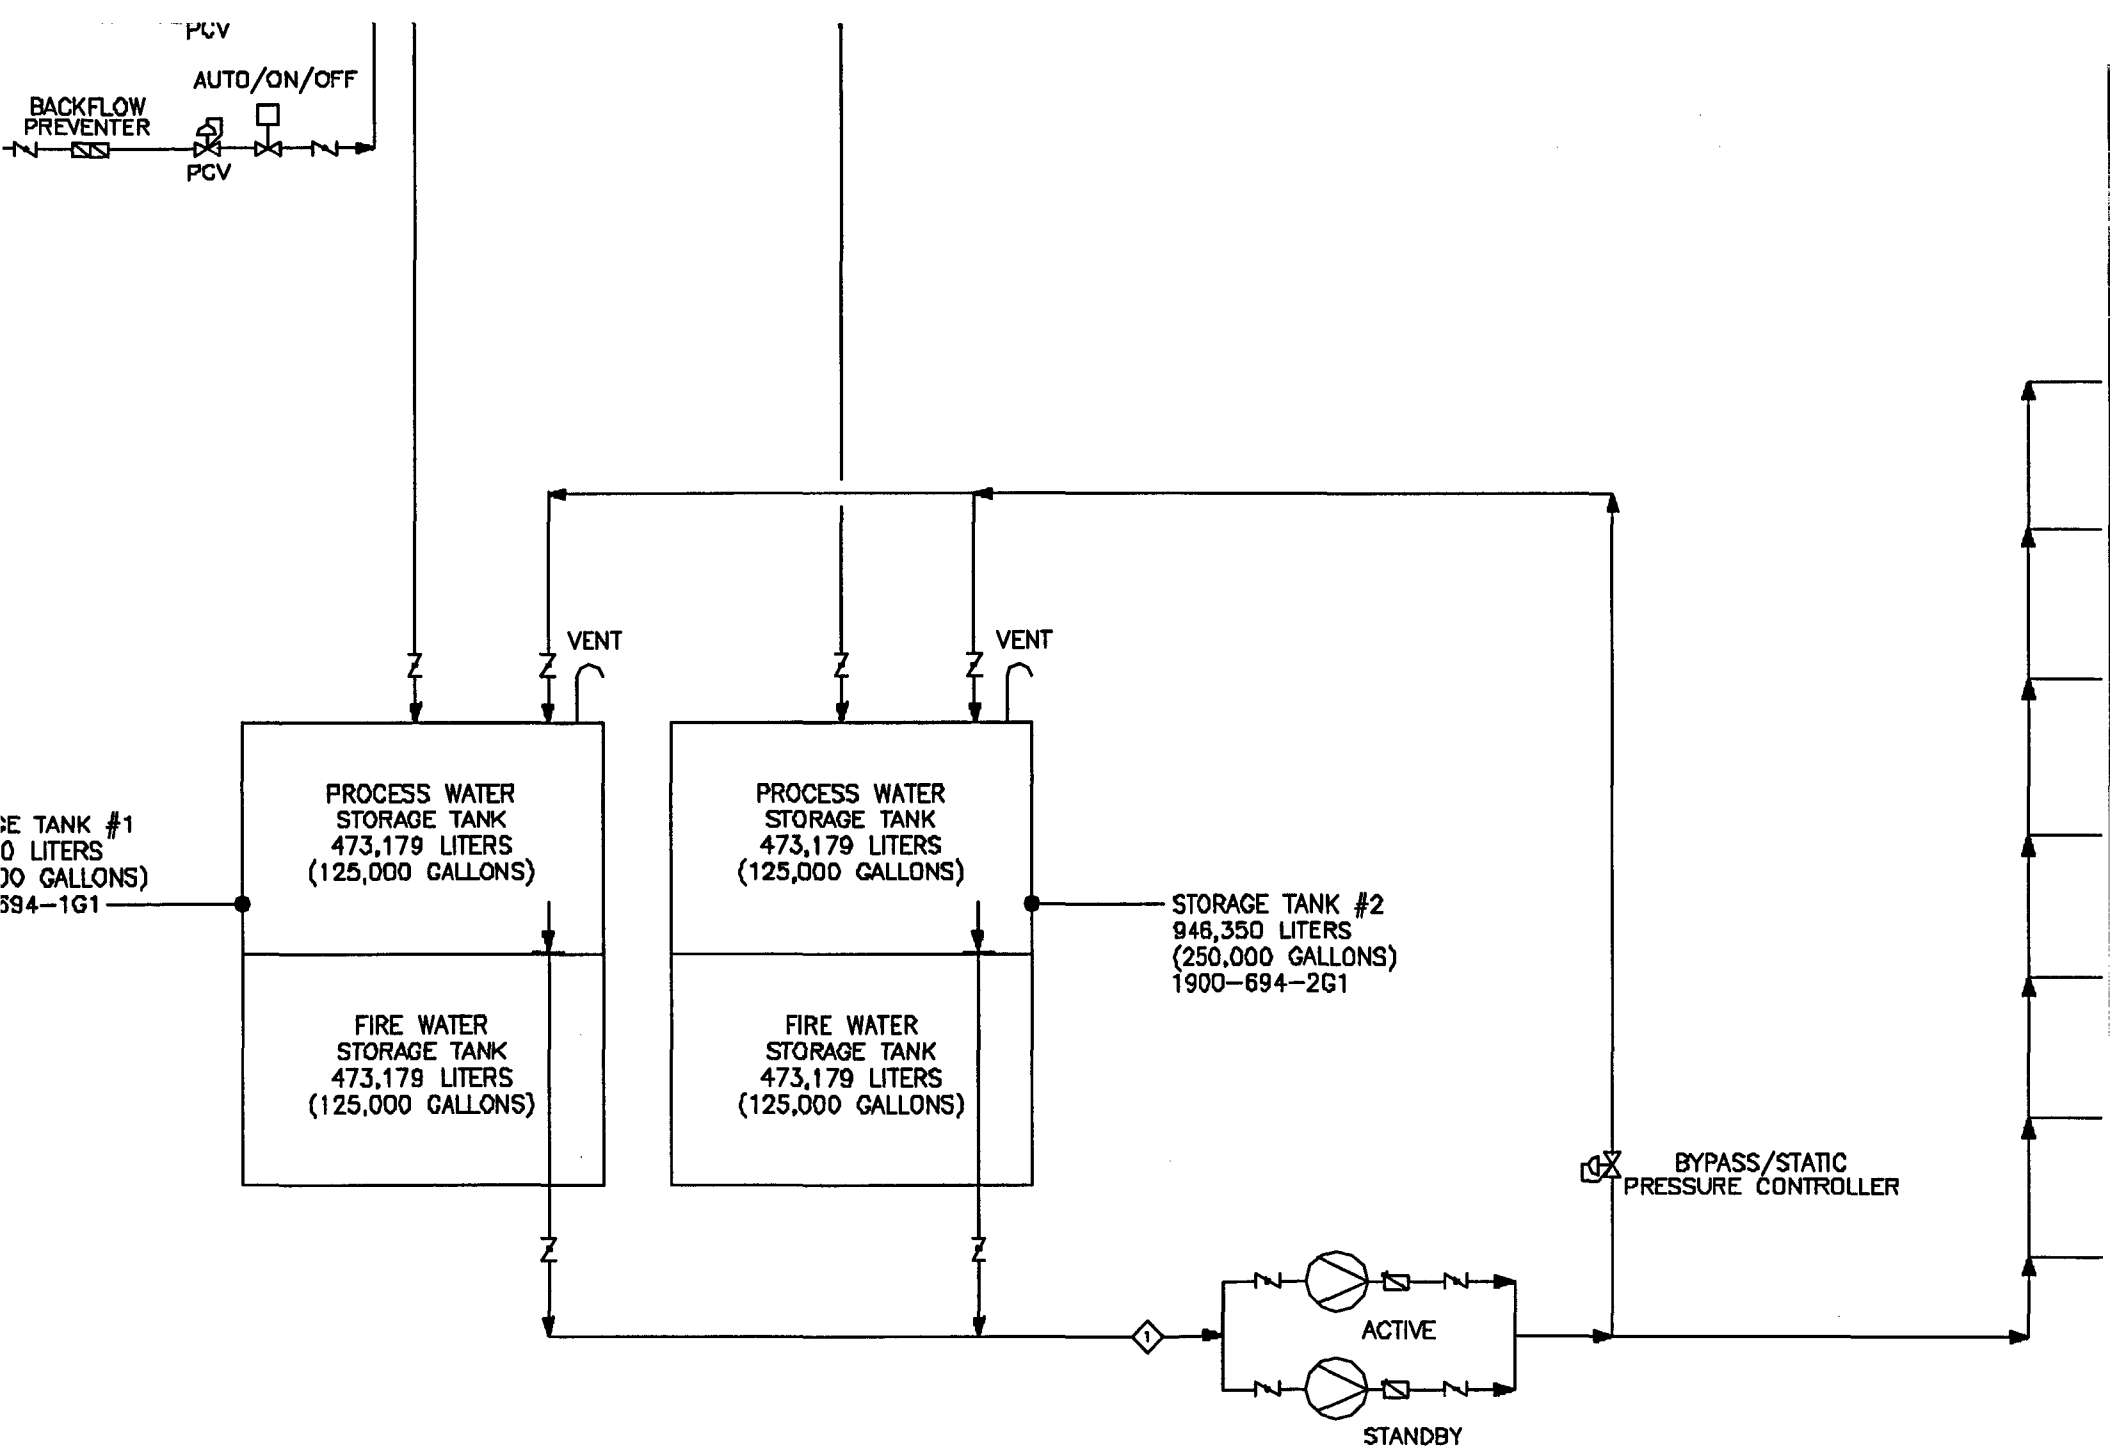 PCV
AUTO/ON/OFF
BACKFLOW
PREVENTER
PCV
VENT
VENT
PROCESS WATER
STORAGE TANK
473,179 LITERS
(125,000 GALLONS)
PROCESS WATER
STORAGE TANK
473,179 LITERS
(125,000 GALLONS)
TANK #1
0 LITERS
GALLONS)
694-1G1
STORAGE TANK #2
946,350 LITERS
(250,000 GALLONS)
1900-694-2G1
FIRE WATER
STORAGE TANK
473,179 LITERS
(125,000 GALLONS)
FIRE WATER
STORAGE TANK
473,179 LITERS
(125,000 GALLONS)
BYPASS/STATIC
PRESSURE CONTROLLER
1
ACTIVE
STANDBY